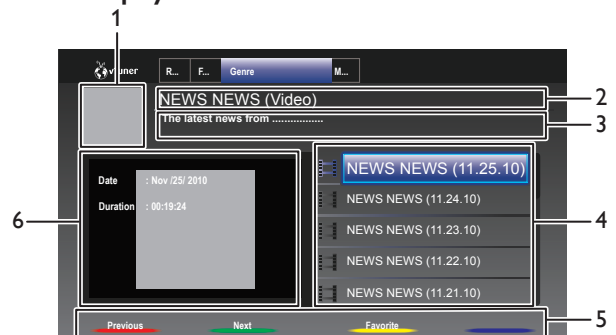 1
vTuner R... F... Genre M...
NEWS NEWS (Video) 2
The latest news from ................. 3
Date : Nov /25/ 2010
Duration : 00:19:24
NEWS NEWS (11.25.10)
NEWS NEWS (11.24.10)
NEWS NEWS (11.23.10)
NEWS NEWS (11.22.10)
NEWS NEWS (11.21.10)
6 4
Previous Next Favorite 5